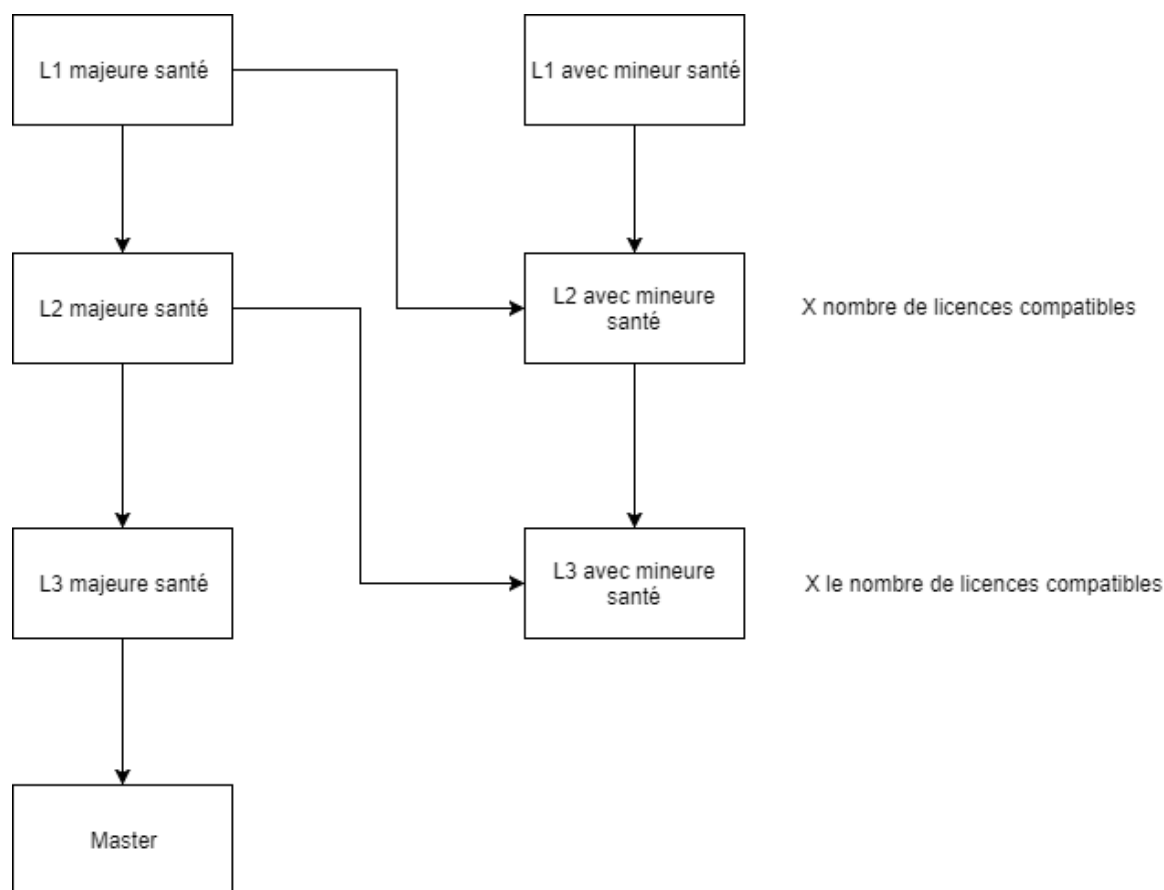 L1 majeure santé
L1 avec mineur santé
L2 majeure santé
L2 avec mineure
santé
X nombre de licences compatibles
L3 majeure santé
L3 avec mineure
santé
X le nombre de licences compatibles
Master